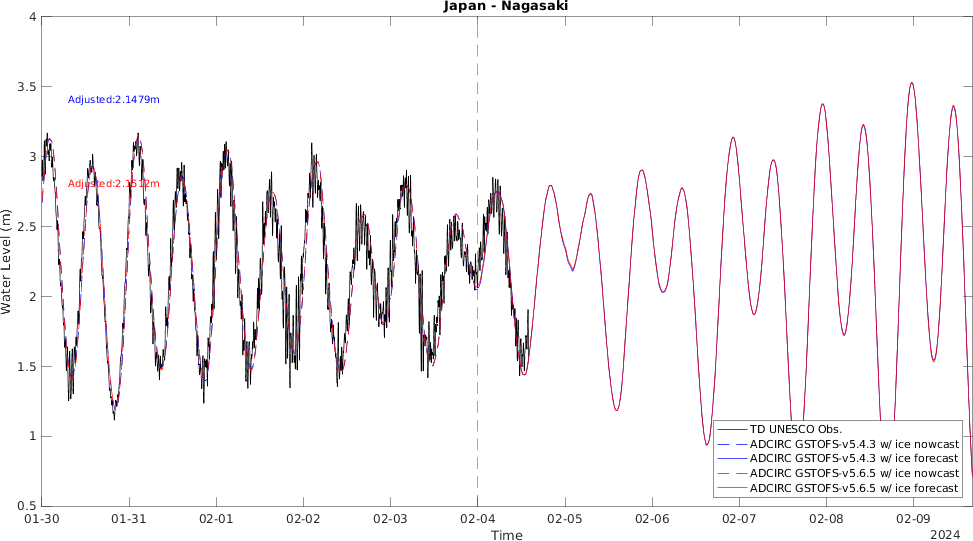 Japan - Nagasaki
4
3.5
3
2.5
2
1.5
1
0.5
Water Level (m)
Adjusted:2.1479m
Adjusted:2.1512m
TD UNESCO Obs.
ADCIRC GSTOFS-v5.4.3 w/ ice nowcast
ADCIRC GSTOFS-v5.4.3 w/ ice forecast
ADCIRC GSTOFS-v5.6.5 w/ ice nowcast
ADCIRC GSTOFS-v5.6.5 w/ ice forecast
01-30 01-31 02-01 02-02 02-03 02-04 02-05 02-06 02-07 02-08 02-09
Time
2024